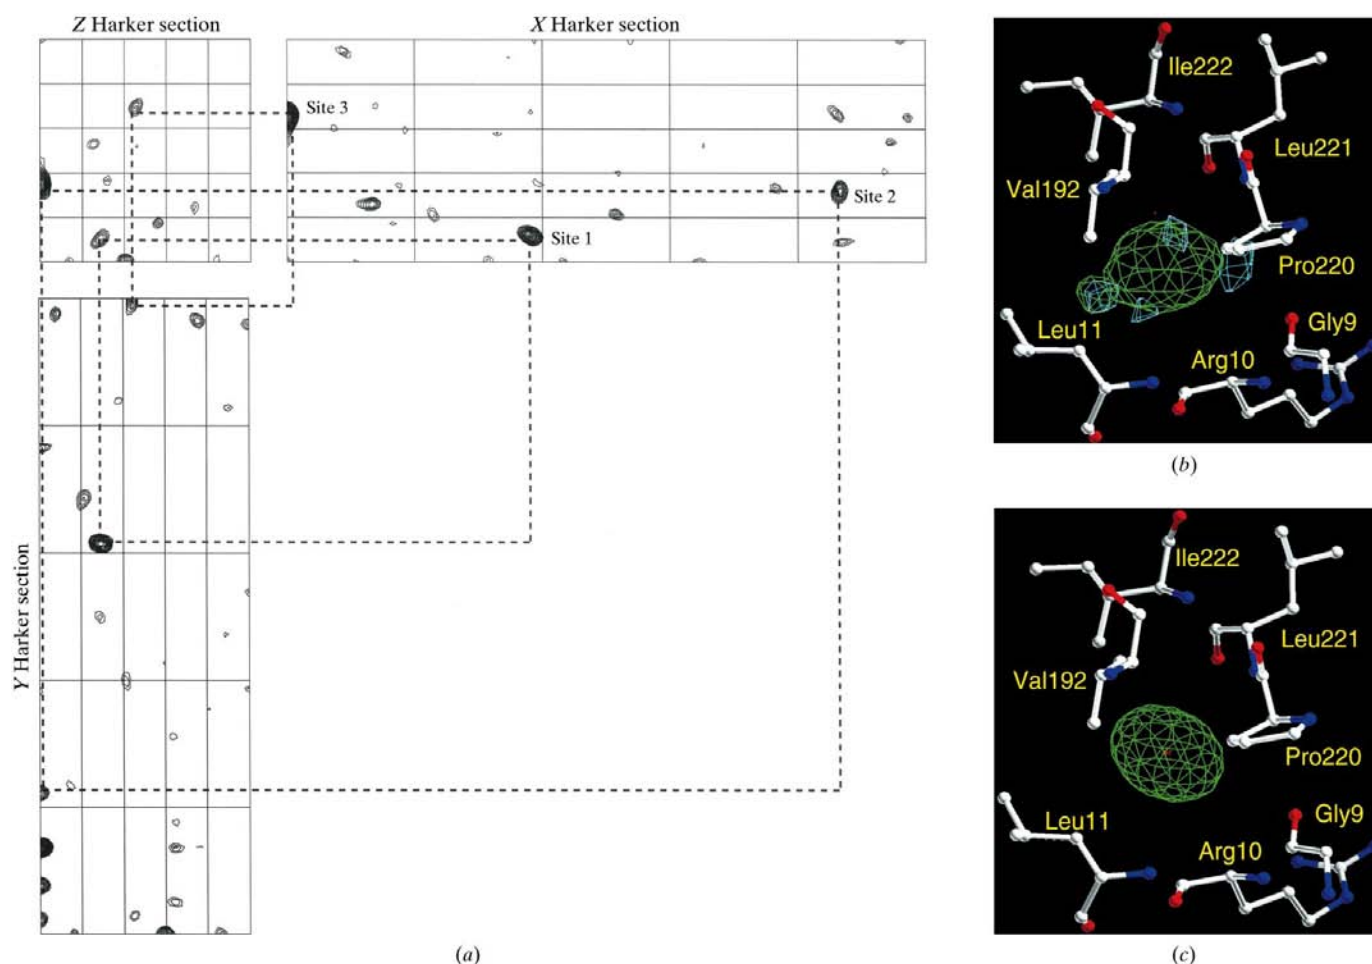 Z Harker section
X Harker section
Site 3
Site 2
Site 1
Y Harker section
(a)
Ile222
Leu221
Val192
Pro220
Leu11
Gly9
Arg10
(b)
Ile222
Leu221
Val192
Pro220
Leu11
Gly9
Arg10
(c)